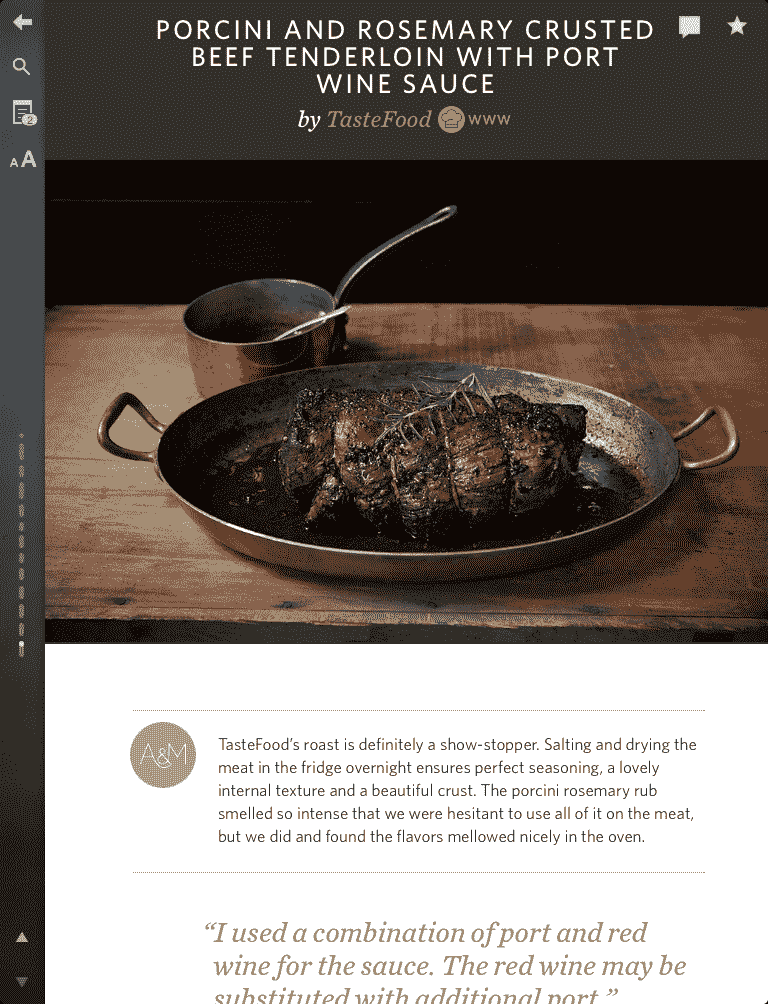 PORCINI AND ROSEMARY CRUSTED
BEEF TENDERLOIN WITH PORT
WINE SAUCE
by TasteFood WWW
2
AA
A&M
TasteFood's roast is definitely a show-stopper. Salting and drying the
meat in the fridge overnight ensures perfect seasoning, a lovely
internal texture and a beautiful crust. The porcini rosemary rub
smelled so intense that we were hesitant to use all of it on the meat,
but we did and found the flavors mellowed nicely in the oven.
“I used a combination of port and red
wine for the sauce. The red wine may be
substituted with additional port.”